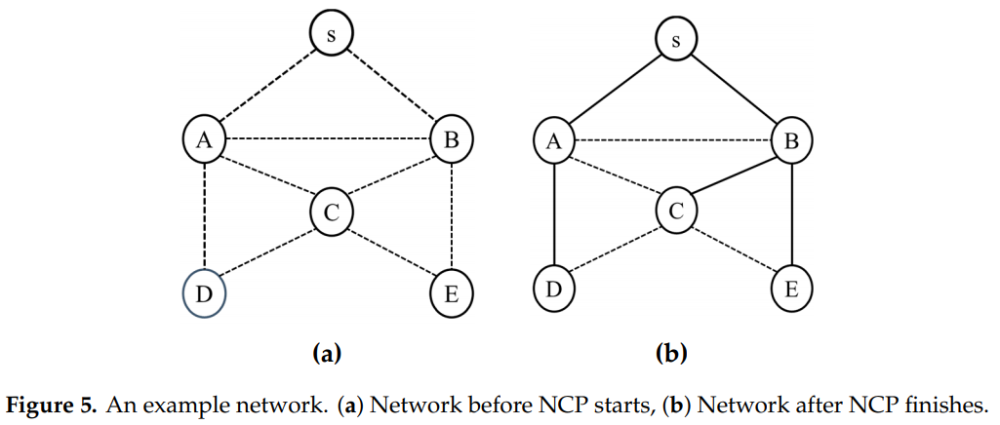 s
s
A
B
A
B
C
C
D
E
D
E
(a)
(b)
Figure 5. An example network. (a) Network before NCP starts, (b) Network after NCP finishes.